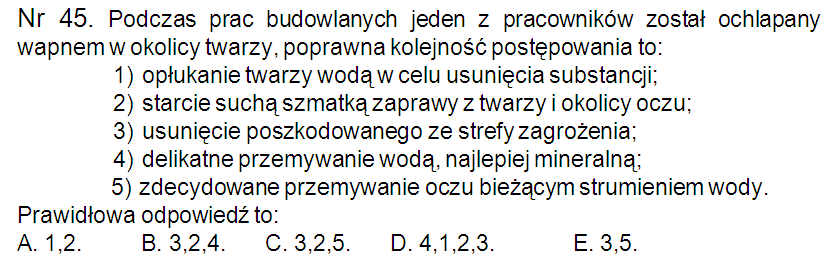 Nr 45. Podczas prac budowlanych jeden z pracowników został ochlapany
wapnem w okolicy twarzy, poprawna kolejność postępowania to:
1) opłukanie twarzy wodą w celu usunięcia substancji;
2) starcie suchą szmatką zaprawy z twarzy i okolicy oczu;
3) usunięcie poszkodowanego ze strefy zagrożenia;
4) delikatne przemywanie wodą, najlepiej mineralną;
5) zdecydowane przemywanie oczu bieżącym strumieniem wody.
Prawidłowa odpowiedź to:
A. 1,2. B. 3,2,4. C. 3,2,5. D. 4,1,2,3. E. 3,5.